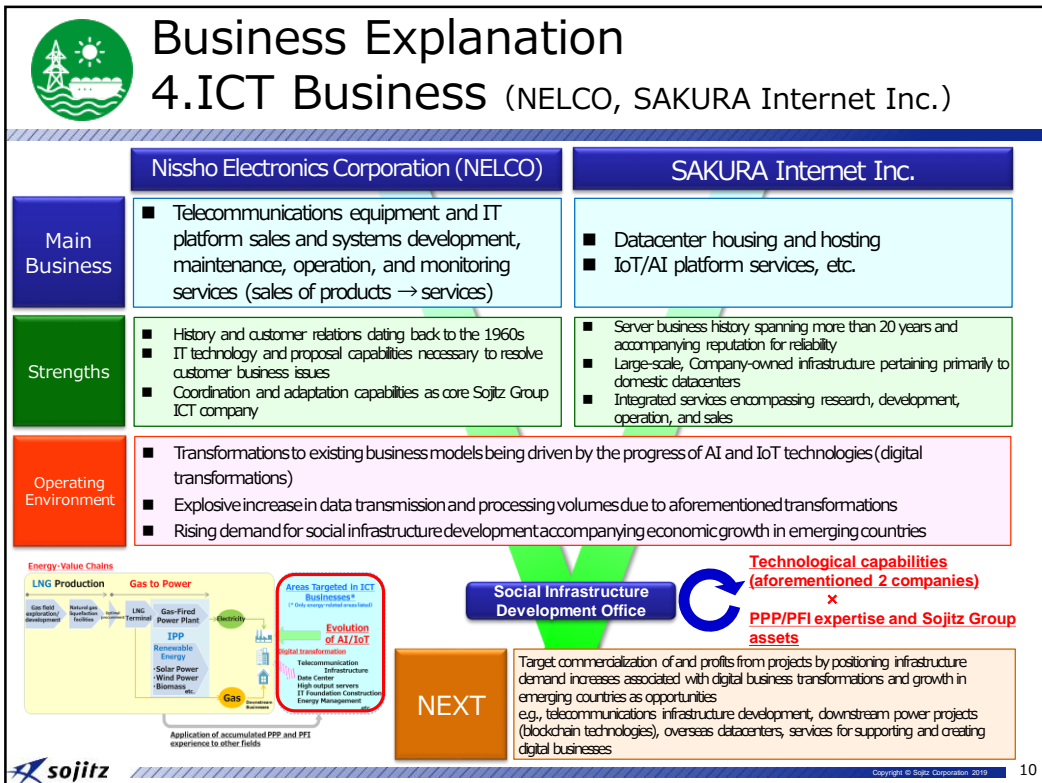 Business Explanation
4.ICT Business (NELCO, SAKURA Internet Inc.)
Nissho Electronics Corporation (NELCO)
SAKURA Internet Inc.
Main
Business
■ Telecommunications equipment and IT
platform sales and systems development,
maintenance, operation, and monitoring
services (sales of products → services)
■ Datacenter housing and hosting
■ IoT/AI platform services, etc.
Strengths
■ History and customer relations dating back to the 1960s
■ IT technology and proposal capabilities necessary to resolve
customer business issues
■ Coordination and adaptation capabilities as core Sojitz Group
ICT company
■ Server business history spanning more than 20 years and
accompanying reputation for reliability
■ Large-scale, Company-owned infrastructure pertaining primarily to
domestic datacenters
■ Integrated services encompassing research, development,
operation, and sales
Operating
Environment
■ Transformations to existing business models being driven by the progress of AI and IoT technologies (digital
transformations)
■ Explosive increase in data transmission and processing volumes due to aforementioned transformations
■ Rising demand for social infrastructure development accompanying economic growth in emerging countries
Energy-Value Chains
LNG Production
Gas to Power
Gas field
exploration/
development
Natural gas
liquefaction
facilities
procurement
LNG
Terminal
Gas-Fired
Power Plant
IPP
Renewable
Energy
・Solar Power
・Wind Power
・Biomass
etc.
Electricity
Gas
Downstream
Businesses
Areas Targeted in ICT
Businesses*
(* Only energy-related areas listed)
Evolution
of AI/IoT
Digital transformation
Telecommunication
Infrastructure
Date Center
High output servers
IT Foundation Construction
Energy Management
etc.
Application of accumulated PPP and PFI
experience to other fields
Social Infrastructure
Development Office
Technological capabilities
(aforementioned 2 companies)
×
PPP/PFI expertise and Sojitz Group
assets
NEXT
Target commercialization of and profits from projects by positioning infrastructure
demand increases associated with digital business transformations and growth in
emerging countries as opportunities
e.g., telecommunications infrastructure development, downstream power projects
(blockchain technologies), overseas datacenters, services for supporting and creating
digital businesses
sojitz
Copyright © Sojitz Corporation 2019
10